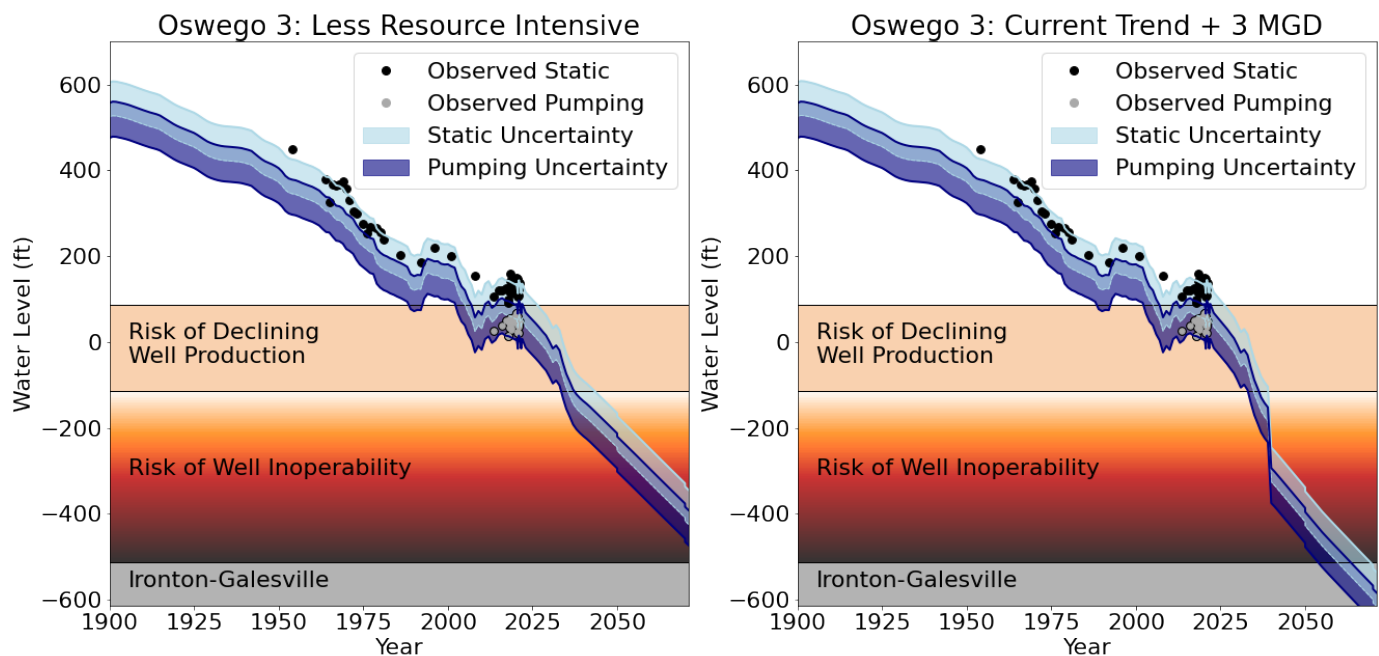 Oswego 3: Less Resource Intensive
Observed Static
Observed Pumping
Static Uncertainty
Pumping Uncertainty
Risk of Declining
Well Production
Risk of Well Inoperability
Ironton-Galesville
Water Level (ft)
600
400
200
0
−200
−400
−600
1900
1925
1950
1975
2000
2025
2050
Year
Oswego 3: Current Trend + 3 MGD
Observed Static
Observed Pumping
Static Uncertainty
Pumping Uncertainty
Risk of Declining
Well Production
Risk of Well Inoperability
Ironton-Galesville
Water Level (ft)
600
400
200
0
−200
−400
−600
1900
1925
1950
1975
2000
2025
2050
Year